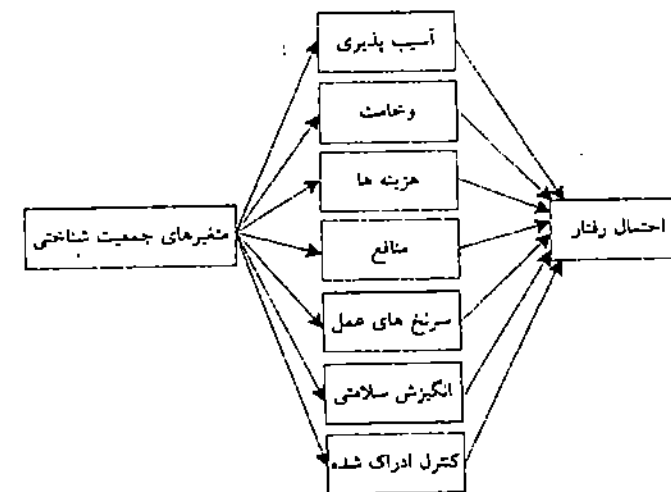 آسیب پذیری
وخامت
هزینه ها
متغیرهای جمعیت شناختی
منافع
احتمال رفتار
سرنخ های عمل
انگیزش سلامتی
کنترل ادراک شده